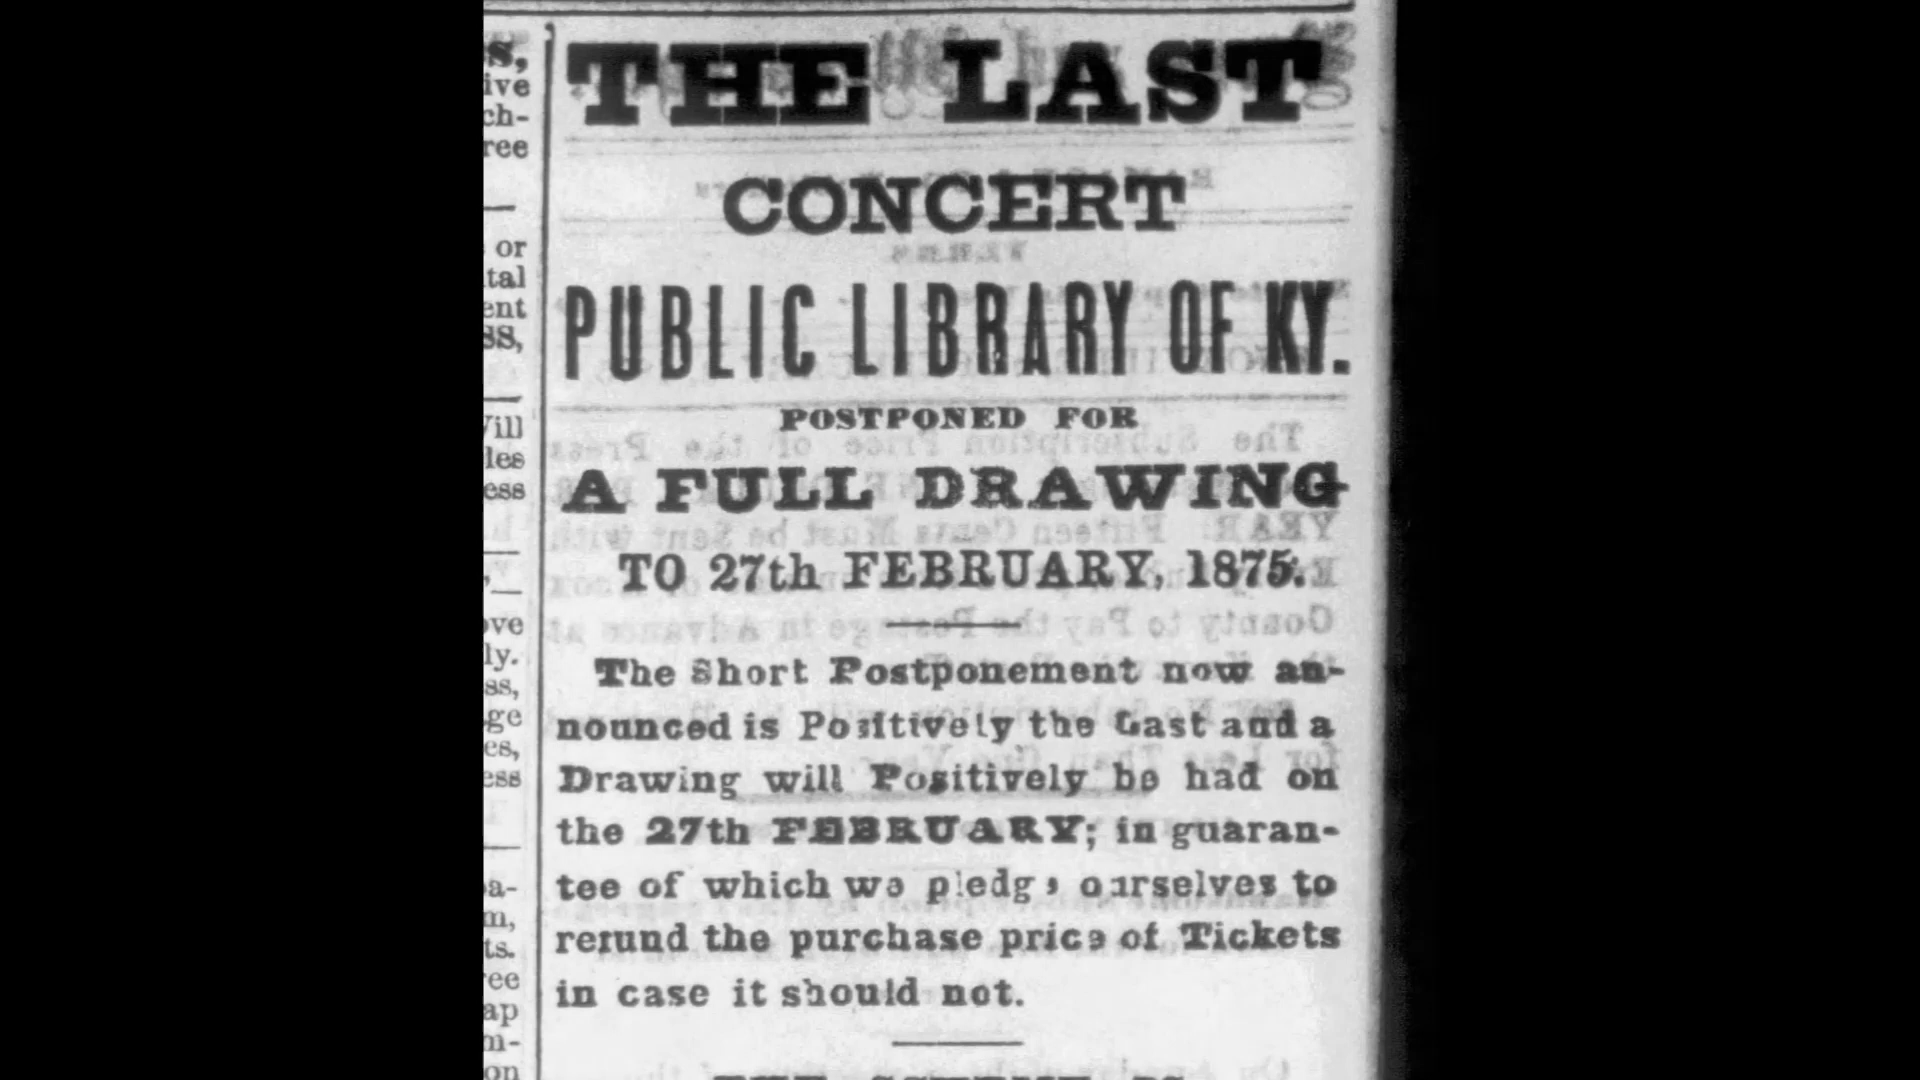 THE LAST
CONCERT
PUBLIC LIBRARY OF KY.
POSTPONED FOR
A FULL DRAWING
TO 27th FEBRUARY, 1875.
The Short Postponement now an-
nounced is Positively the Last and a
Drawing will Positively be had on
the 27th FEBRUARY; in guaran-
tee of which we pledge ourselves to
refund the purchase price of Tickets
in case it should not.